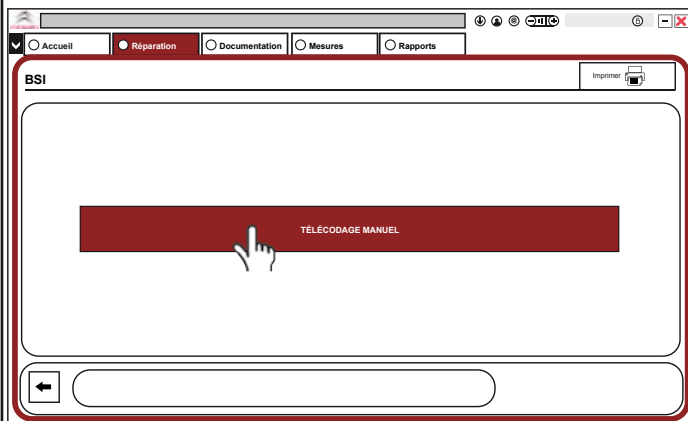 Accueil
Réparation
Documentation
Mesures
Rapports
BSI
Imprimer
TÉLÉCODAGE MANUEL